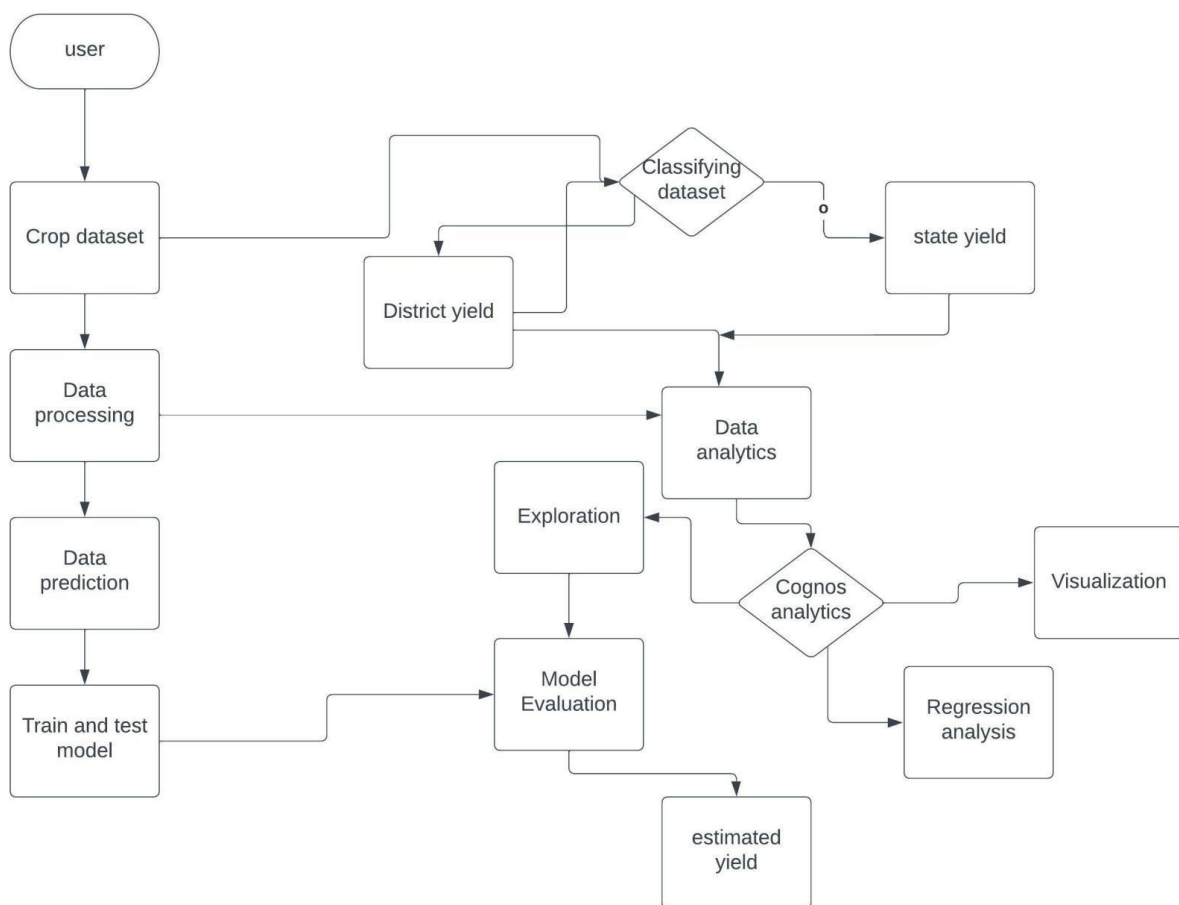 user
Classifying
dataset
o
Crop dataset
state yield
District yield
Data
processing
Data
analytics
Exploration
Data
prediction
Cognos
analytics
Visualization
Model
Evaluation
Train and test
model
Regression
analysis
estimated
yield